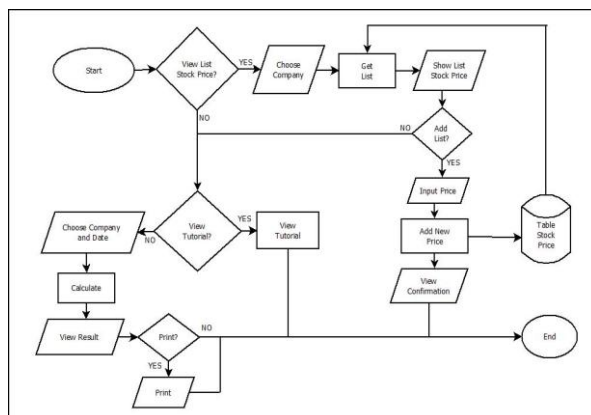 Start
View List
Stock Price?
YES
Choose
Company
Get
List
Show List
Stock Price
NO
NO
Add
List?
YES
Input Price
Choose Company
and Date
NO
View
Tutorial?
YES
View
Tutorial
Add New
Price
Table
Stock
Price
Calculate
View
Confirmation
View Result
Print?
NO
End
YES
Print